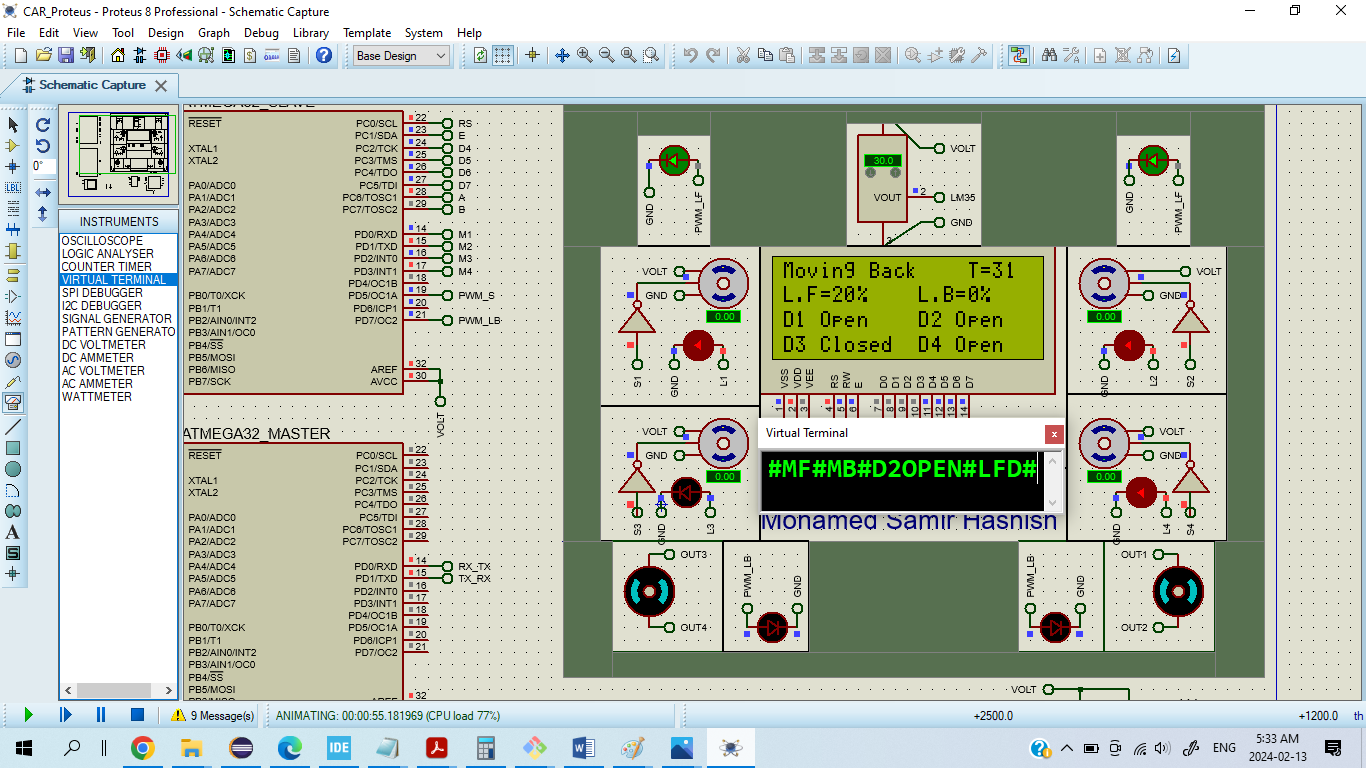 CAR_Proteus - Proteus 8 Professional - Schematic Capture
File Edit View Tool Design Graph Debug Library Template System Help
Base Design
Schematic Capture
0°
INSTRUMENTS
OSCILLOSCOPE
LOGIC ANALYSER
COUNTER TIMER
VIRTUAL TERMINAL
SPI DEBUGGER
I2C DEBUGGER
SIGNAL GENERATOR
PATTERN GENERATO
DC VOLTMETER
DC AMMETER
AC VOLTMETER
AC AMMETER
WATTMETER
ATMEGA32_SLAVE
RESET PC0/SCL 22 RS
PC1/SDA 23 E
XTAL1 PC2/TCK 24 D4
XTAL2 PC3/TMS 25 D5
PC4/TDO 26 D6
PA0/ADC0 PC5/TDI 27 D7
PA1/ADC1 PC6/TOSC1 28 A
PA2/ADC2 PC7/TOSC2 29 B
PA3/ADC3
PA4/ADC4 PD0/RXD 14 M1
PA5/ADC5 PD1/TXD 15 M2
PA6/ADC6 PD2/INT0 16 M3
PA7/ADC7 PD3/INT1 17 M4
PD4/OC1B 18
PB0/T0/XCK PD5/OC1A 19 PWM_S
PB1/T1 PD6/ICP1 20
PB2/AIN0/INT2 PD7/OC2 21 PWM_LB
PB3/AIN1/OC0
PB4/SS
PB5/MOSI
PB6/MISO AREF 32
PB7/SCK AVCC 30
VOLT
ATMEGA32_MASTER
RESET PC0/SCL 22
PC1/SDA 23
XTAL1 PC2/TCK 24
XTAL2 PC3/TMS 25
PC4/TDO 26
PA0/ADC0 PC5/TDI 27
PA1/ADC1 PC6/TOSC1 28
PA2/ADC2 PC7/TOSC2 29
PA3/ADC3
PA4/ADC4 PD0/RXD 14 RX_TX
PA5/ADC5 PD1/TXD 15 TX_RX
PA6/ADC6 PD2/INT0 16
PA7/ADC7 PD3/INT1 17
PD4/OC1B 18
PB0/T0/XCK PD5/OC1A 19
PB1/T1 PD6/ICP1 20
PB2/AIN0/INT2 PD7/OC2 21
PB3/AIN1/OC0
PB4/SS
PB5/MOSI
32
GND PWM_LF
30.0 VOLT
VOUT 2 LM35
GND
3
GND PWM_LF
VOLT
GND
0.00
S1 GND L1
Moving Back T=31
L.F=20% L.B=0%
D1 Open D2 Open
D3 Closed D4 Open
VSS VDD VEE RS RW E D0 D1 D2 D3 D4 D5 D6 D7
1 2 3 4 5 6 7 8 9 10 11 12 13 14
VOLT
GND
0.00
GND L2 S2
VOLT
GND
0.00
S3 GND L3
Virtual Terminal
#MF#MB#D2OPEN#LFD#
Mohamed Samir Hashish
VOLT
GND
0.00
GND L4 S4
OUT3
OUT4
PWM_LB GND
PWM_LB GND
OUT1
OUT2
VOLT
9 Message(s)
ANIMATING: 00:00:55.181969 (CPU load 77%)
+2500.0
+1200.0
th
ENG
5:33 AM
2024-02-13
IDE